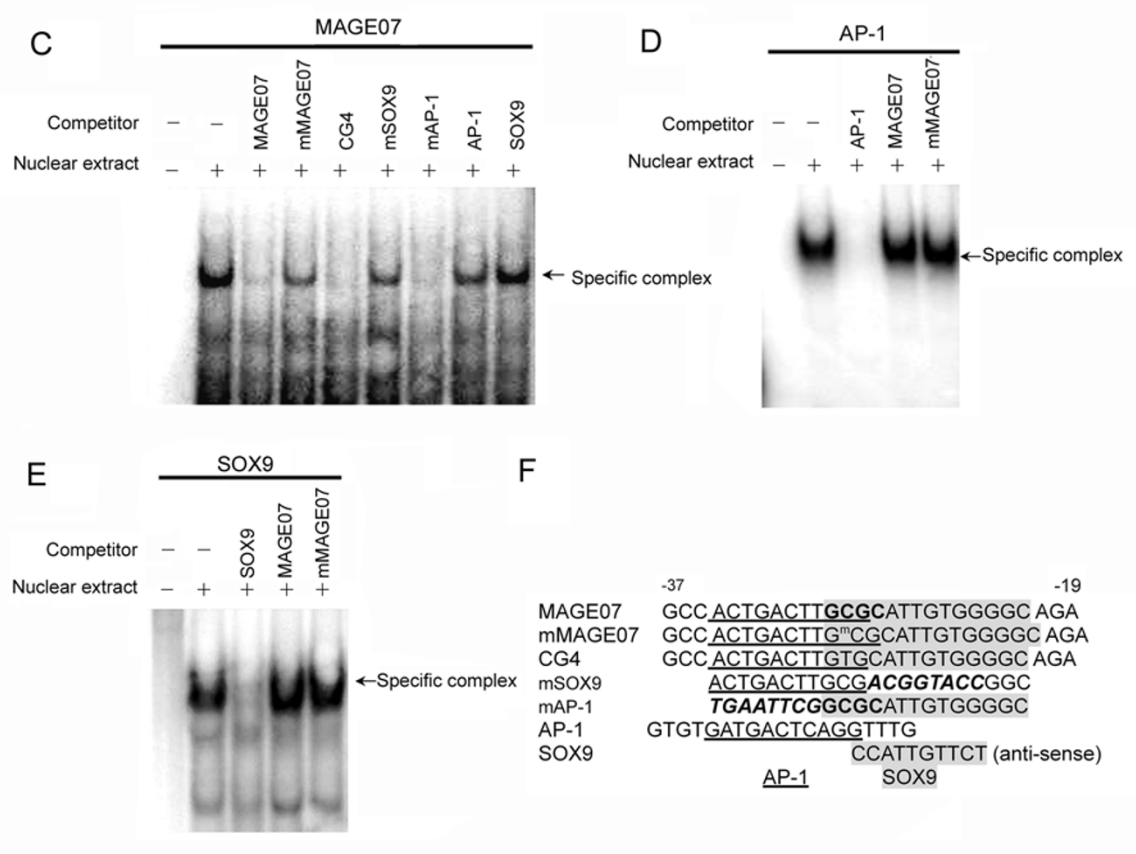 C
MAGE07
Competitor – – MAGE07 mMAGE07 CG4 mSOX9 mAP-1 AP-1 SOX9
Nuclear extract – + + + + + + + +
Specific complex
D
AP-1
Competitor – – AP-1 MAGE07 mMAGE07
Nuclear extract – + + + +
Specific complex
E
SOX9
Competitor – – SOX9 MAGE07 mMAGE07
Nuclear extract – + + + +
Specific complex
F
-37 -19
MAGE07 GCC ACTGACTTGCGCATTGTGGGGC AGA
mMAGE07 GCC ACTGACTTGmCGCATTGTGGGGC AGA
CG4 GCC ACTGACTTGTGCATTGTGGGGC AGA
mSOX9 ACTGACTTGCGACGGTACCGGC
mAP-1 TGAATTCGGCGCATTGTGGGGC
AP-1 GTGTGATGACTCAGGTTTG
SOX9 CCATTGTTCT (anti-sense)
AP-1 SOX9